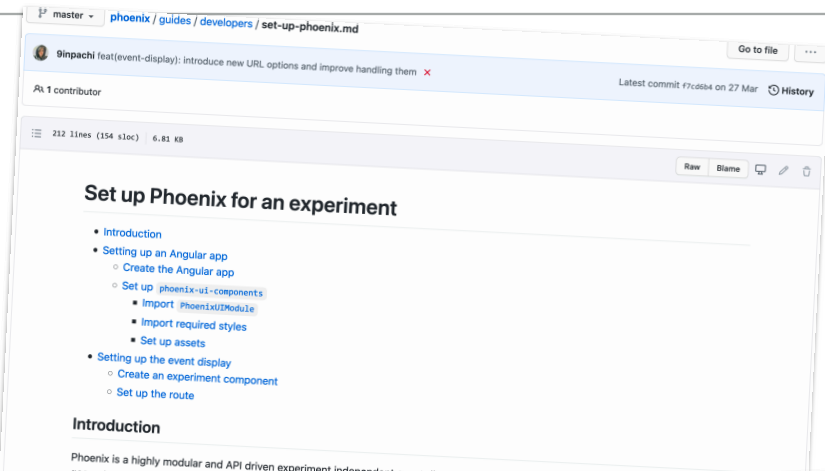 master
phoenix / guides / developers / set-up-phoenix.md
Go to file
...
9inpachi feat(event-display): introduce new URL options and improve handling them
Latest commit f7cd6b4 on 27 Mar
History
1 contributor
212 lines (154 sloc) 6.81 KB
Raw
Blame
Set up Phoenix for an experiment
Introduction
Setting up an Angular app
Create the Angular app
Set up phoenix-ui-components
Import PhoenixUIModule
Import required styles
Set up assets
Setting up the event display
Create an experiment component
Set up the route
Introduction
Phoenix is a highly modular and API driven experiment